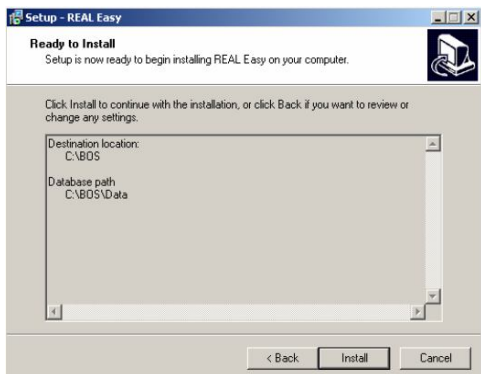 Setup - REAL Easy
Ready to Install
Setup is now ready to begin installing REAL Easy on your computer.
Click Install to continue with the installation, or click Back if you want to review or
change any settings.
Destination location:
C:\BOS
Database path
C:\BOS\Data
< Back Install Cancel